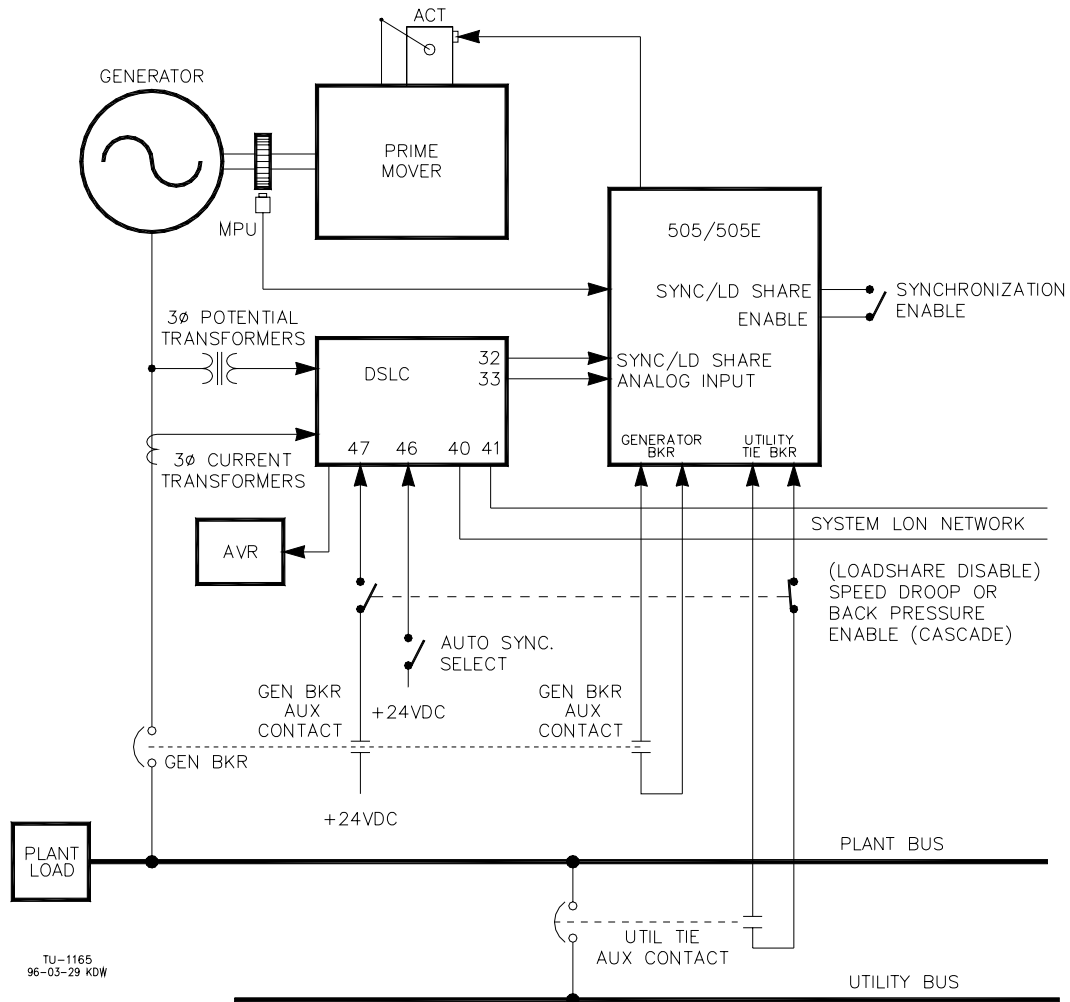 ACT
GENERATOR
PRIME
MOVER
MPU
505/505E
SYNC/LD SHARE
ENABLE
SYNCHRONIZATION
ENABLE
3ø POTENTIAL
TRANSFORMERS
DSLC
32
33
SYNC/LD SHARE
ANALOG INPUT
47 46 40 41
GENERATOR
BKR
UTILITY
TIE BKR
3ø CURRENT
TRANSFORMERS
SYSTEM LON NETWORK
AVR
(LOADSHARE DISABLE)
SPEED DROOP OR
BACK PRESSURE
ENABLE (CASCADE)
AUTO SYNC.
SELECT
+24VDC
GEN BKR
AUX
CONTACT
GEN BKR
AUX
CONTACT
GEN BKR
+24VDC
PLANT
LOAD
PLANT BUS
UTIL TIE
AUX CONTACT
TU-1165
96-03-29 KDW
UTILITY BUS